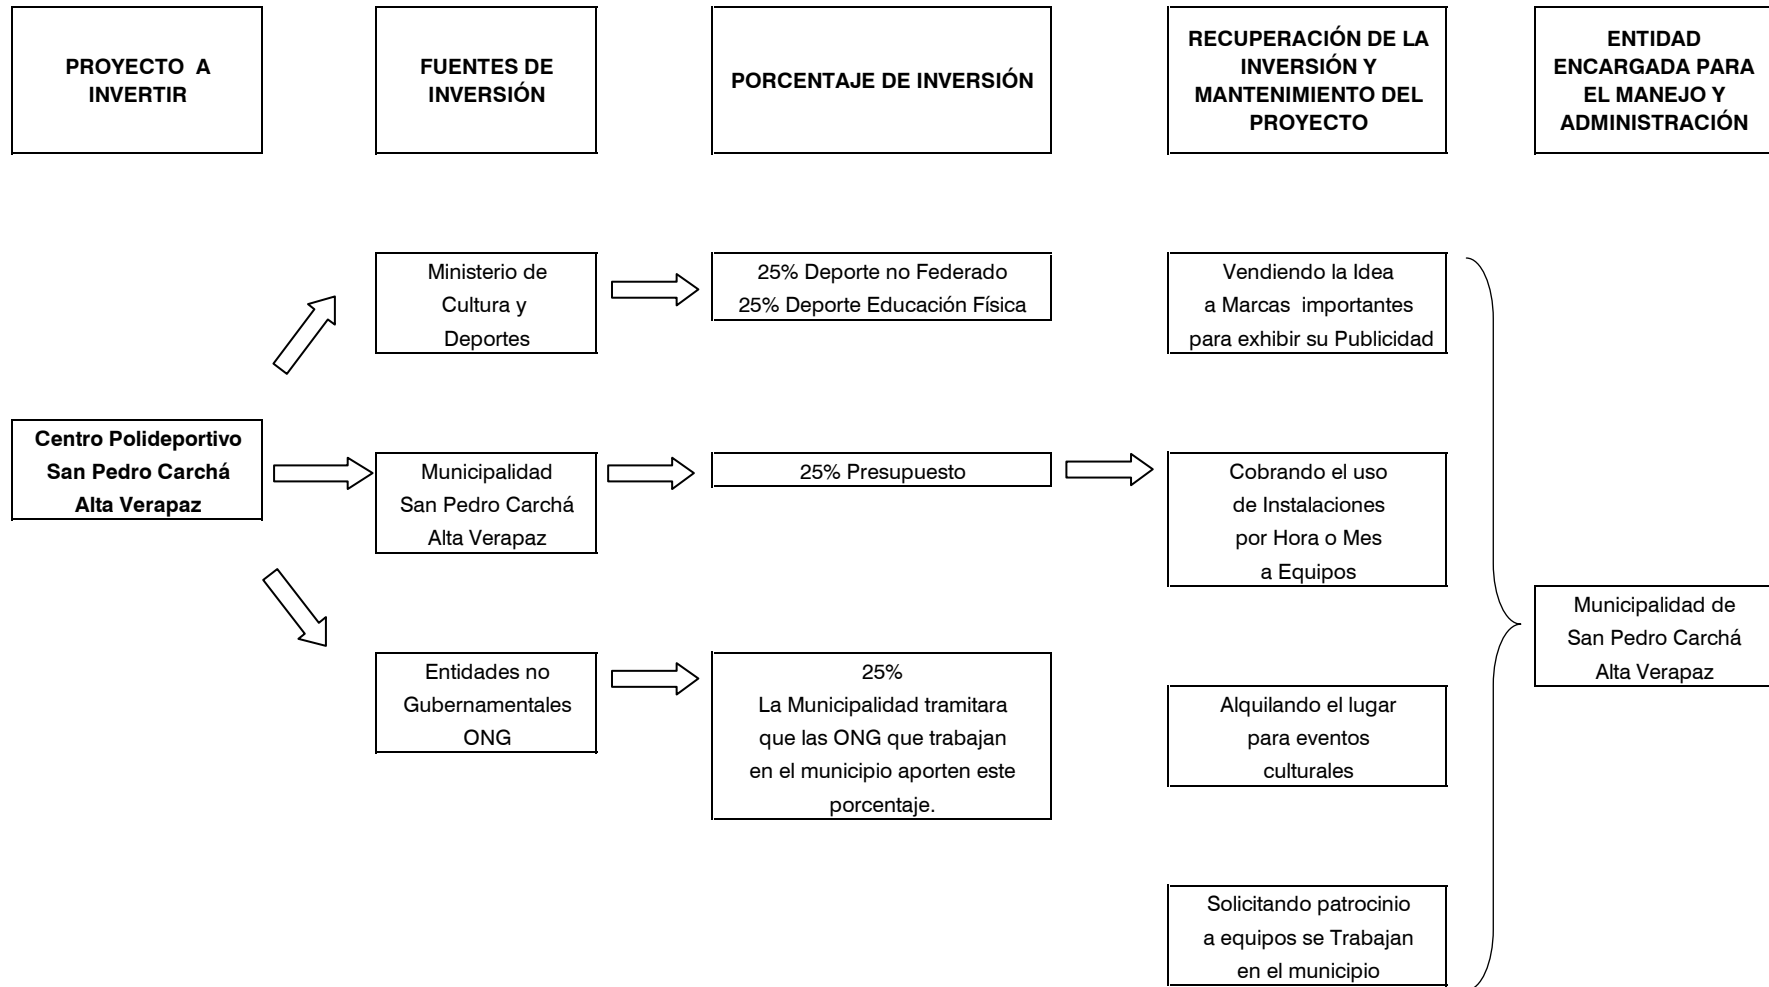 PROYECTO A
INVERTIR
FUENTES DE
INVERSIÓN
PORCENTAJE DE INVERSIÓN
RECUPERACIÓN DE LA
INVERSIÓN Y
MANTENIMIENTO DEL
PROYECTO
ENTIDAD
ENCARGADA PARA
EL MANEJO Y
ADMINISTRACIÓN
Centro Polideportivo
San Pedro Carchá
Alta Verapaz
Ministerio de
Cultura y
Deportes
25% Deporte no Federado
25% Deporte Educación Física
Municipalidad
San Pedro Carchá
Alta Verapaz
25% Presupuesto
Entidades no
Gubernamentales
ONG
25%
La Municipalidad tramitara
que las ONG que trabajan
en el municipio aporten este
porcentaje.
Vendiendo la Idea
a Marcas importantes
para exhibir su Publicidad
Cobrando el uso
de Instalaciones
por Hora o Mes
a Equipos
Alquilando el lugar
para eventos
culturales
Solicitando patrocinio
a equipos se Trabajan
en el municipio
Municipalidad de
San Pedro Carchá
Alta Verapaz